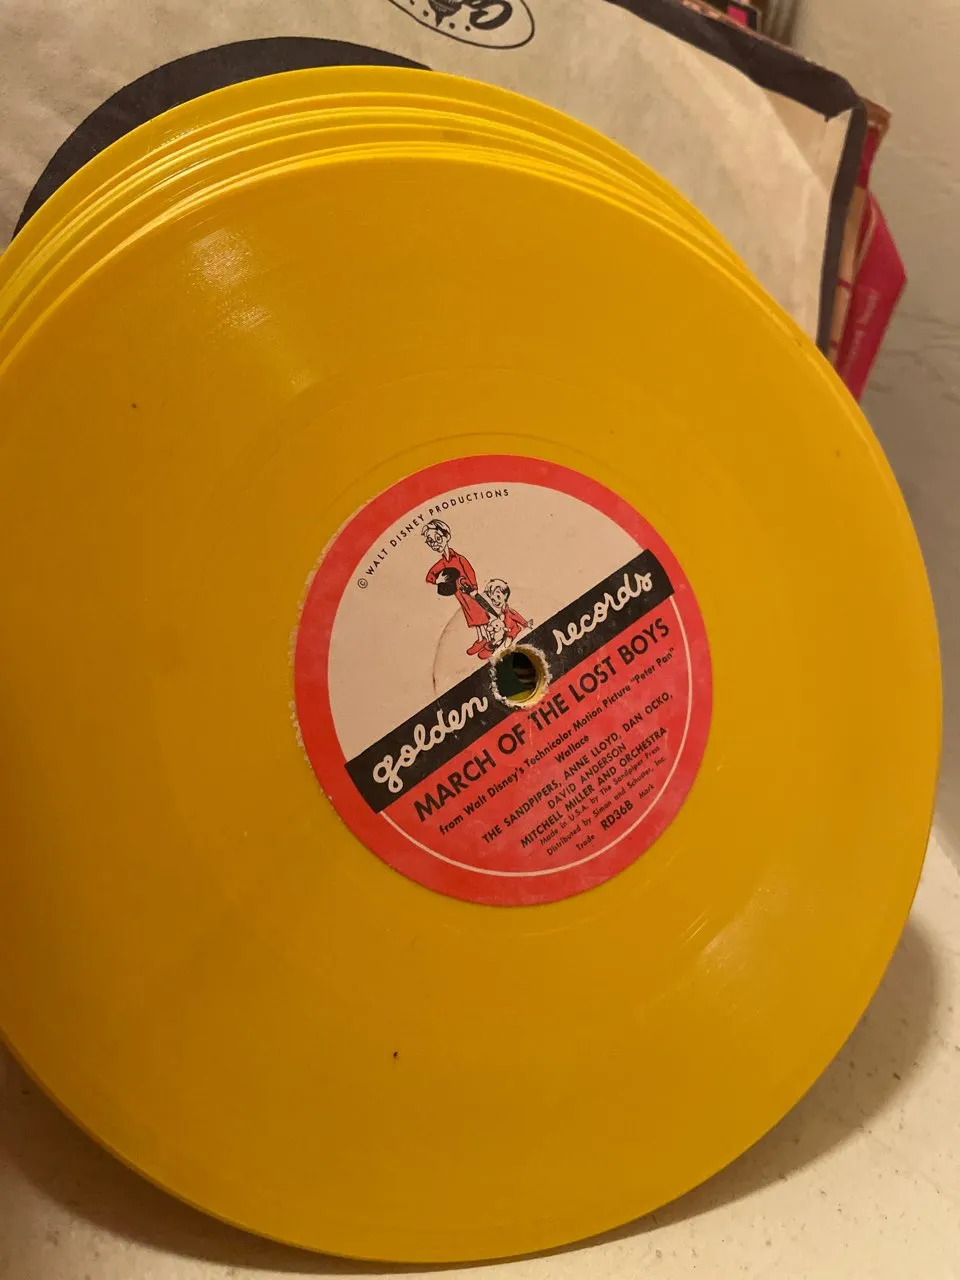 © WALT DISNEY PRODUCTIONS
golden records
MARCH OF THE LOST BOYS
from Walt Disney's Technicolor Motion Picture "Peter Pan"
Wallace
THE SANDPIPERS, ANNE LLOYD, DAN OCKO,
DAVID ANDERSON
MITCHELL MILLER AND ORCHESTRA
Made in U.S.A. by The Sandpiper Press
Distributed by Simon and Schuster, Inc.
Trade RD36B Mark